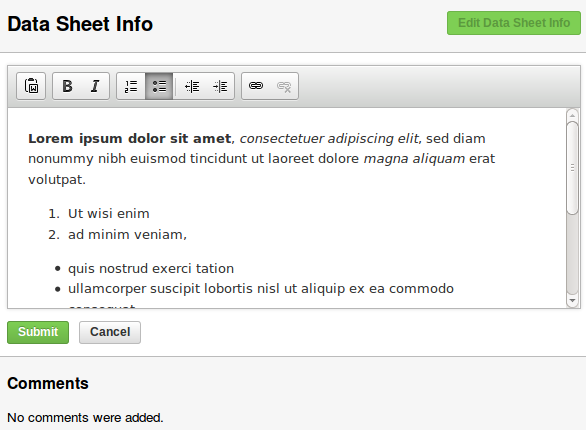 Data Sheet Info
Edit Data Sheet Info
B I
Lorem ipsum dolor sit amet, consectetuer adipiscing elit, sed diam
nonummy nibh euismod tincidunt ut laoreet dolore magna aliquam erat
volutpat.
1. Ut wisi enim
2. ad minim veniam,
• quis nostrud exerci tation
• ullamcorper suscipit lobortis nisl ut aliquip ex ea commodo
Submit Cancel
Comments
No comments were added.